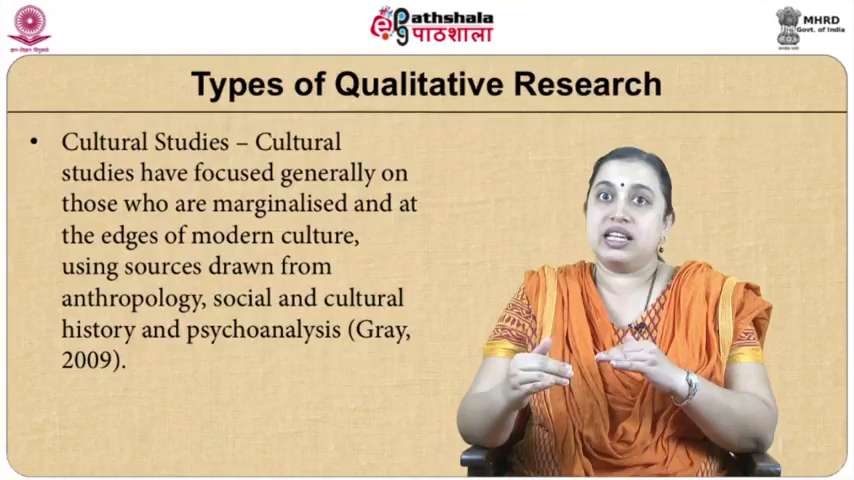 Pathshala
पाठशाला
MHRD
Govt. of India
Types of Qualitative Research
• Cultural Studies – Cultural
studies have focused generally on
those who are marginalised and at
the edges of modern culture,
using sources drawn from
anthropology, social and cultural
history and psychoanalysis (Gray,
2009).